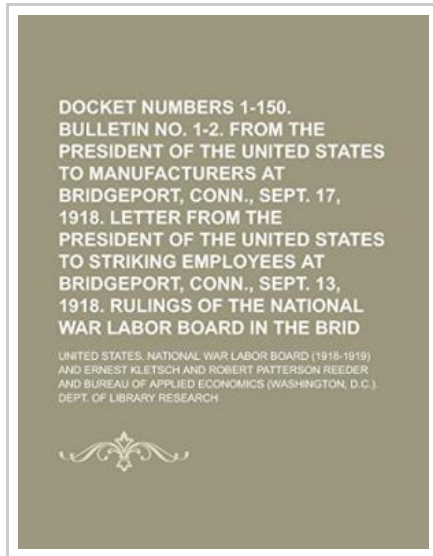 DOCKET NUMBERS 1-150.
BULLETIN NO. 1-2. FROM THE
PRESIDENT OF THE UNITED STATES
TO MANUFACTURERS AT
BRIDGEPORT, CONN., SEPT. 17,
1918. LETTER FROM THE
PRESIDENT OF THE UNITED STATES
TO STRIKING EMPLOYEES AT
BRIDGEPORT, CONN., SEPT. 13,
1918. RULINGS OF THE NATIONAL
WAR LABOR BOARD IN THE BRID
UNITED STATES. NATIONAL WAR LABOR BOARD (1918-1919)
AND ERNEST KLETSCH AND ROBERT PATTERSON REEDER
AND BUREAU OF APPLIED ECONOMICS (WASHINGTON, D.C.).
DEPT. OF LIBRARY RESEARCH